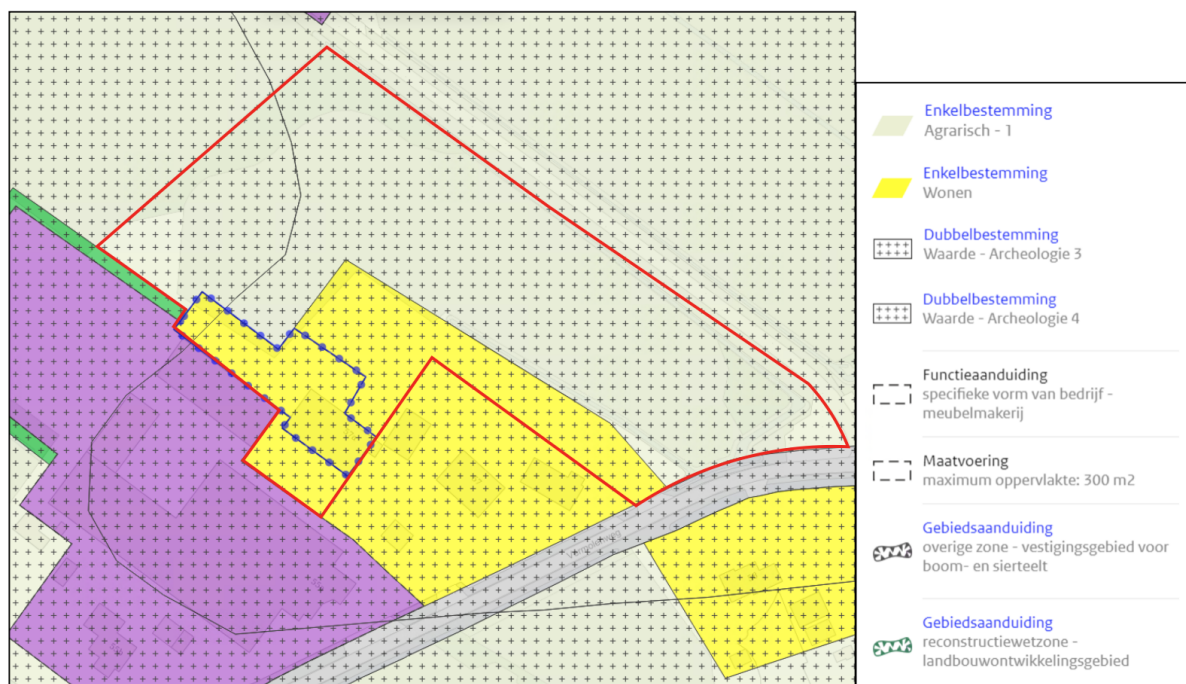 Enkelbestemming
Agrarisch - 1
Enkelbestemming
Wonen
Dubbelbestemming
Waarde - Archeologie 3
Dubbelbestemming
Waarde - Archeologie 4
Functieaanduiding
specifieke vorm van bedrijf -
meubelmakerij
Maatvoering
maximum oppervlakte: 300 m2
Gebiedsaanduiding
overige zone - vestigingsgebied voor
boom- en sierteelt
Gebiedsaanduiding
reconstructiewetzone -
landbouwontwikkelingsgebied